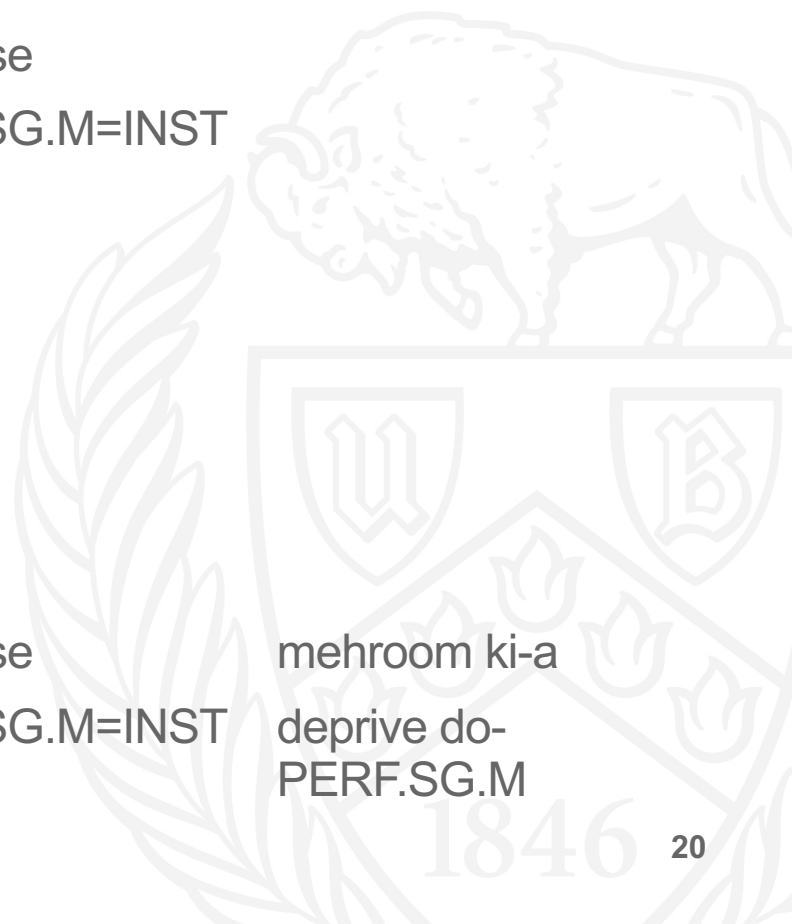 se
SG.M=INST
U B
se mehroom ki-a
SG.M=INST deprive do-
PERF.SG.M
1846
20